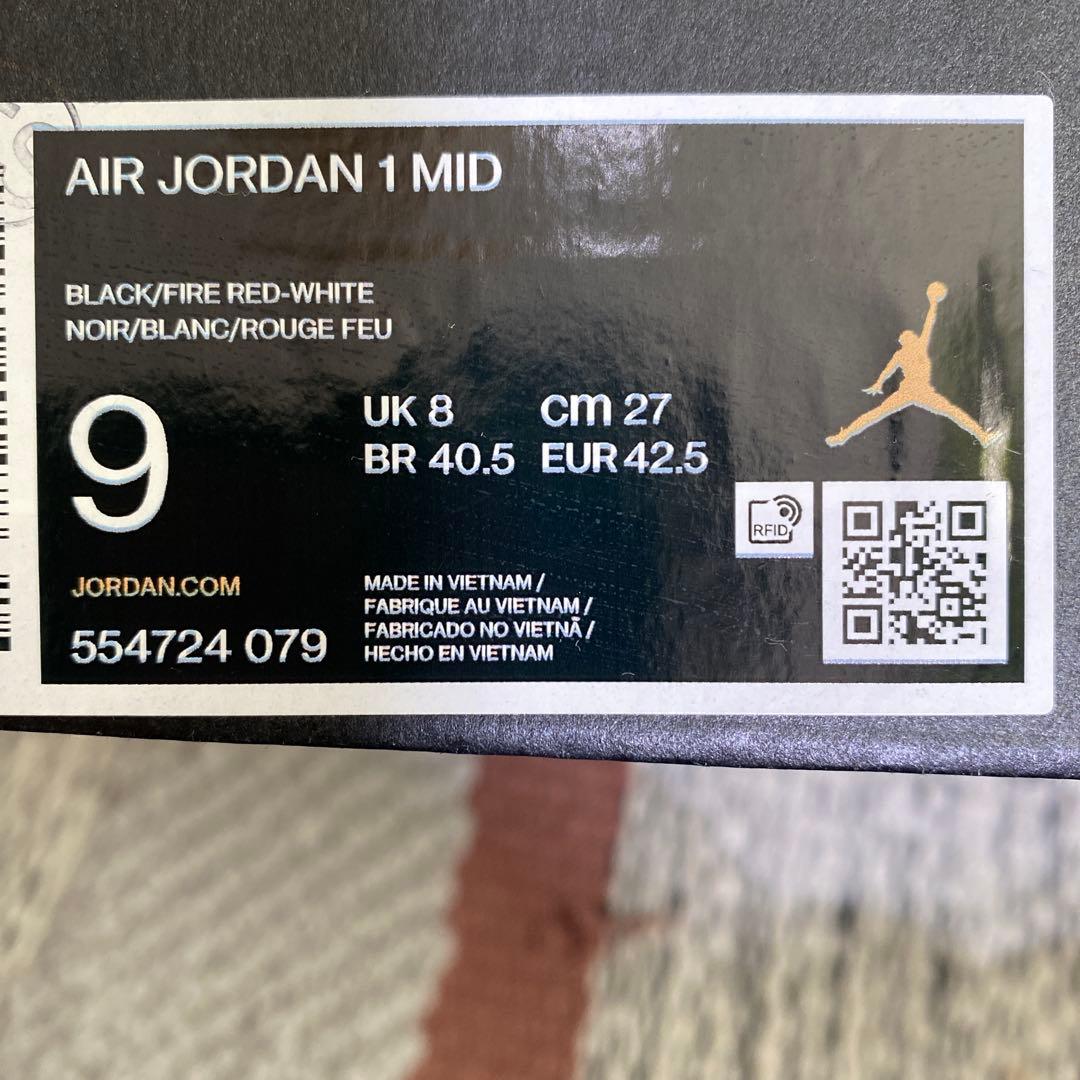 AIR JORDAN 1 MID
BLACK/FIRE RED-WHITE
NOIR/BLANC/ROUGE FEU
9
UK 8 cm 27
BR 40.5 EUR 42.5
RFID
JORDAN.COM
554724 079
MADE IN VIETNAM /
FABRIQUE AU VIETNAM /
FABRICADO NO VIETNÃ /
HECHO EN VIETNAM